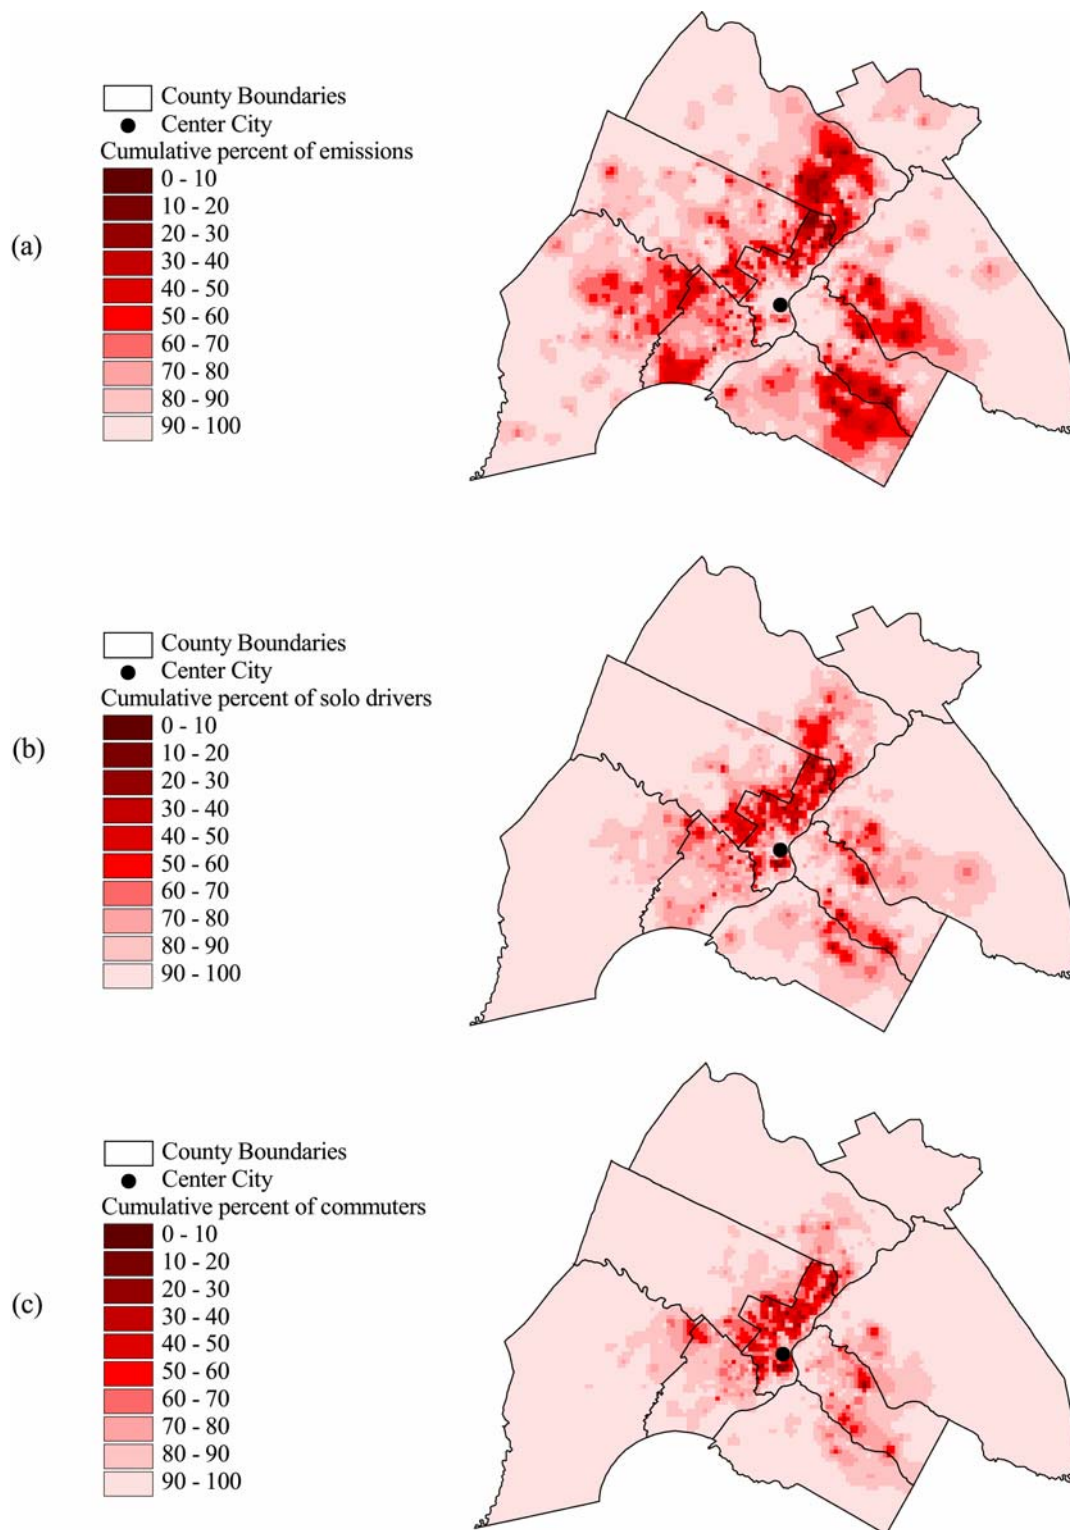 County Boundaries
Center City
Cumulative percent of emissions
0 - 10
10 - 20
20 - 30
(a)
30 - 40
40 - 50
50 - 60
60 - 70
70 - 80
80 - 90
90 - 100
County Boundaries
Center City
Cumulative percent of solo drivers
0 - 10
(b)
10 - 20
20 - 30
30 - 40
40 - 50
50 - 60
60 - 70
70 - 80
80 - 90
90 - 100
County Boundaries
Center City
Cumulative percent of commuters
0 - 10
10 - 20
20 - 30
(c)
30 - 40
40 - 50
50 - 60
60 - 70
70 - 80
80 - 90
90 - 100